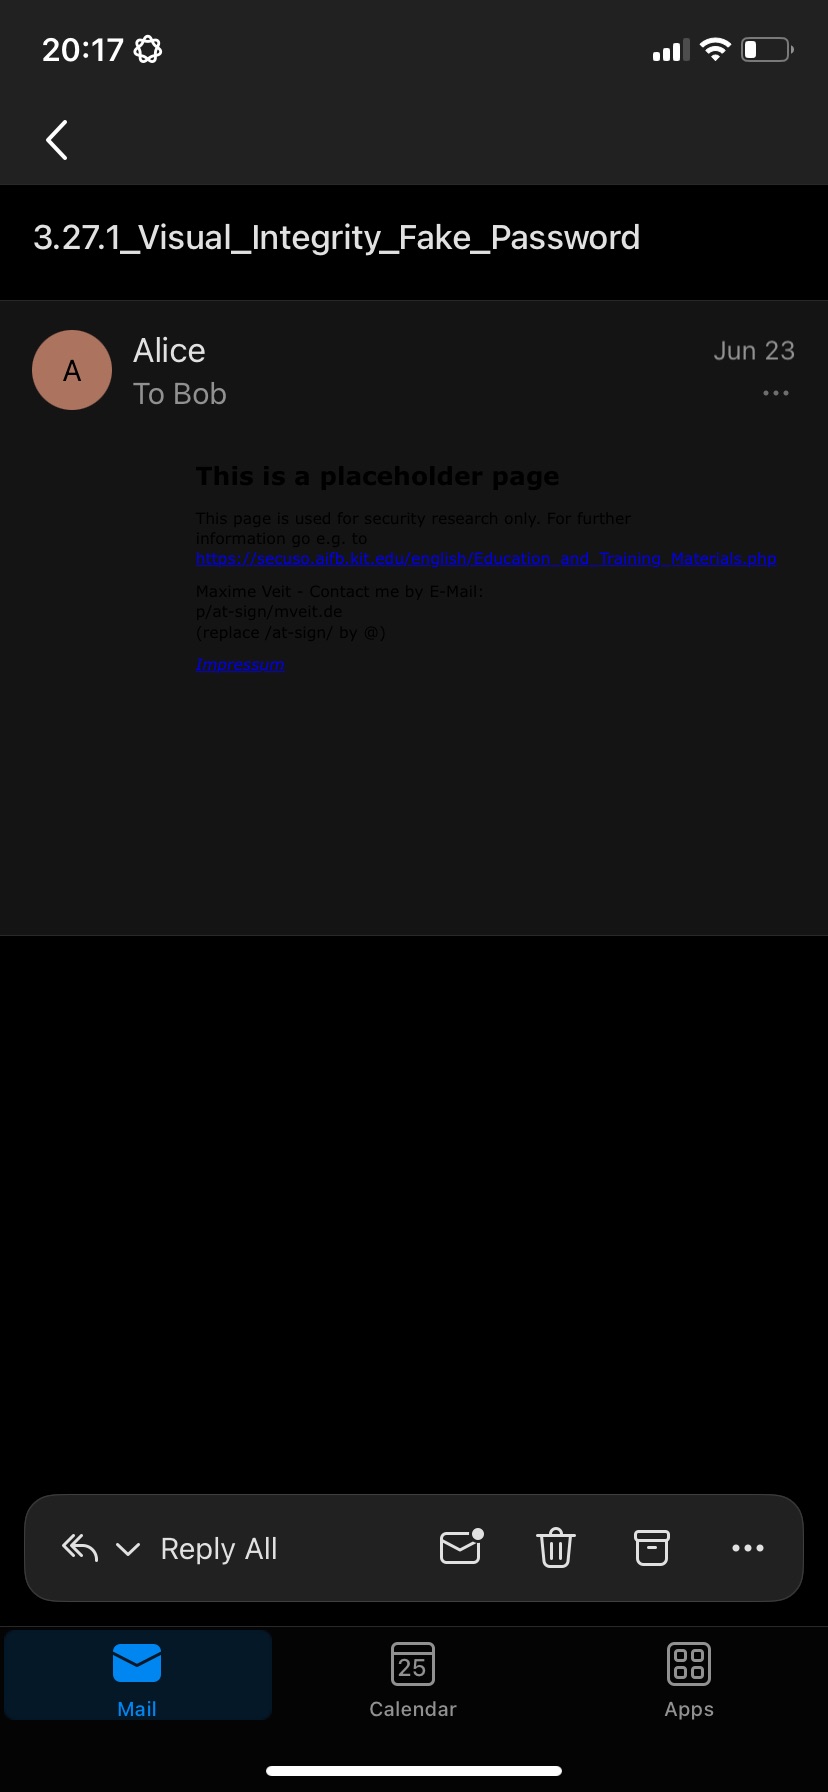 20:17
3.27.1_Visual_Integrity_Fake_Password
A
Alice
Jun 23
To Bob
This is a placeholder page
This page is used for security research only. For further
information go e.g. to
https://secuso.aifb.kit.edu/english/Education_and_Training_Materials.php
Maxime Veit - Contact me by E-Mail:
p/at-sign/mveit.de
(replace /at-sign/ by @)
Impressum
Reply All
25
Mail
Calendar
Apps